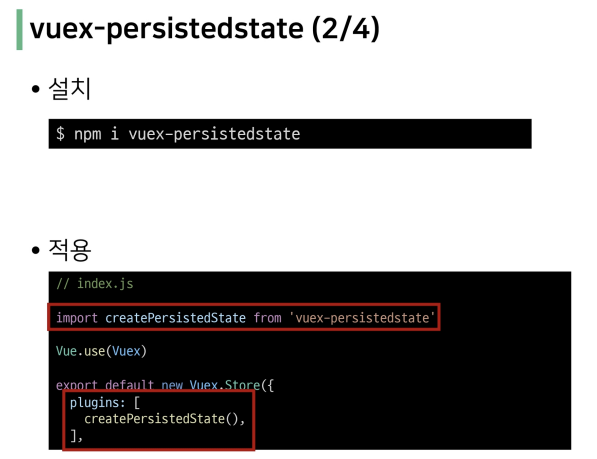 vuex-persistedstate (2/4)
• 설치
$ npm i vuex-persistedstate
• 적용
// index.js
import createPersistedState from 'vuex-persistedstate'
Vue.use(Vuex)
export default new Vuex.Store({
  plugins: [
    createPersistedState(),
  ],